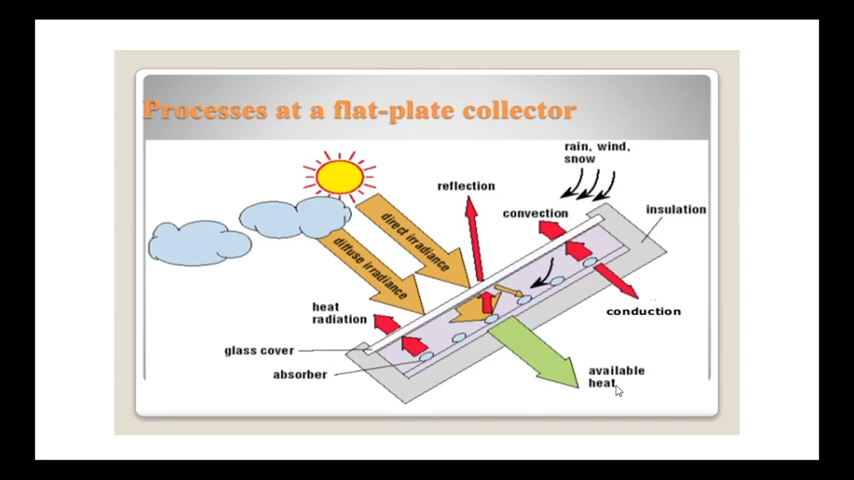 Processes at a flat-plate collector
rain, wind,
snow
reflection
convection
insulation
direct irradiance
diffuse irradiance
heat
radiation
conduction
glass cover
absorber
available
heat